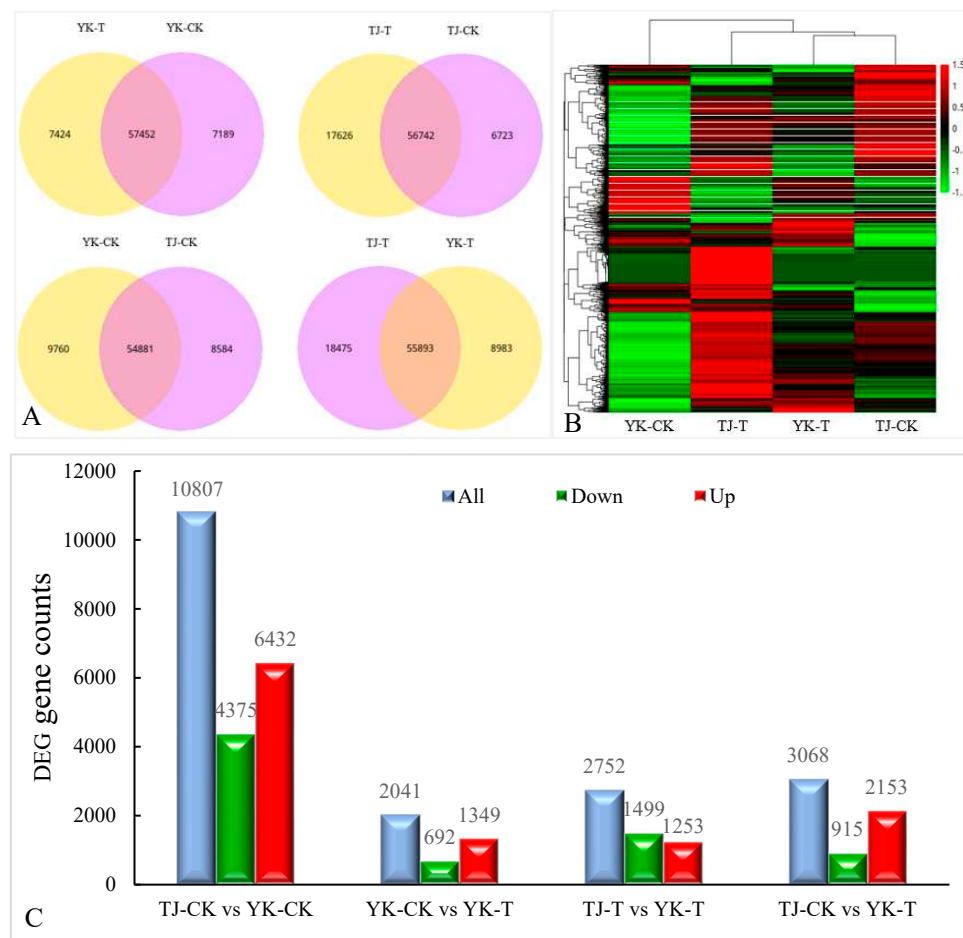 YK-T YK-CK
7424 57452 7189
TJ-T TJ-CK
17626 56742 6723
YK-CK TJ-CK
9760 54881 8584
TJ-T YK-T
18475 55893 8983
A
1.5
1
0.5
0
-0.5
-1
-1.
YK-CK TJ-T YK-T TJ-CK
B
DEG gene counts
12000
10000
8000
6000
4000
2000
0
All Down Up
10807 4375 6432
2041 692 1349
2752 1499 1253
3068 915 2153
TJ-CK vs YK-CK YK-CK vs YK-T TJ-T vs YK-T TJ-CK vs YK-T
C